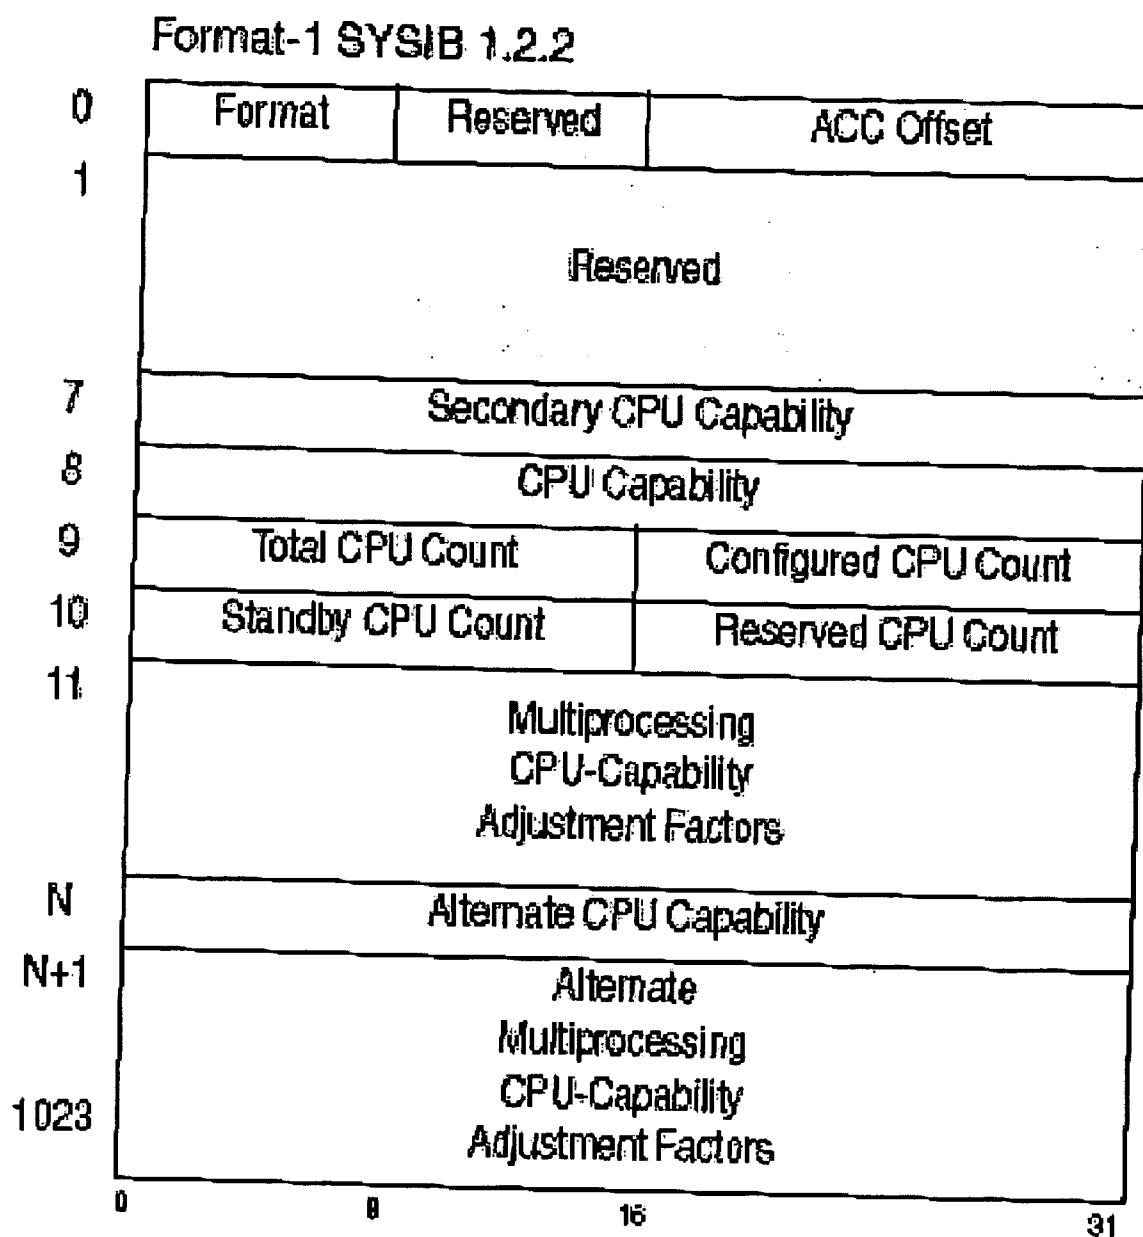 Format-1 SYSIB 1.2.2
0 Format Reserved ACC Offset
1
Reserved
7 Secondary CPU Capability
8 CPU Capability
9 Total CPU Count Configured CPU Count
10 Standby CPU Count Reserved CPU Count
11
Multiprocessing
CPU-Capability
Adjustment Factors
N Alternate CPU Capability
N+1 Alternate
Multiprocessing
CPU-Capability
1023 Adjustment Factors
0 8 16 31